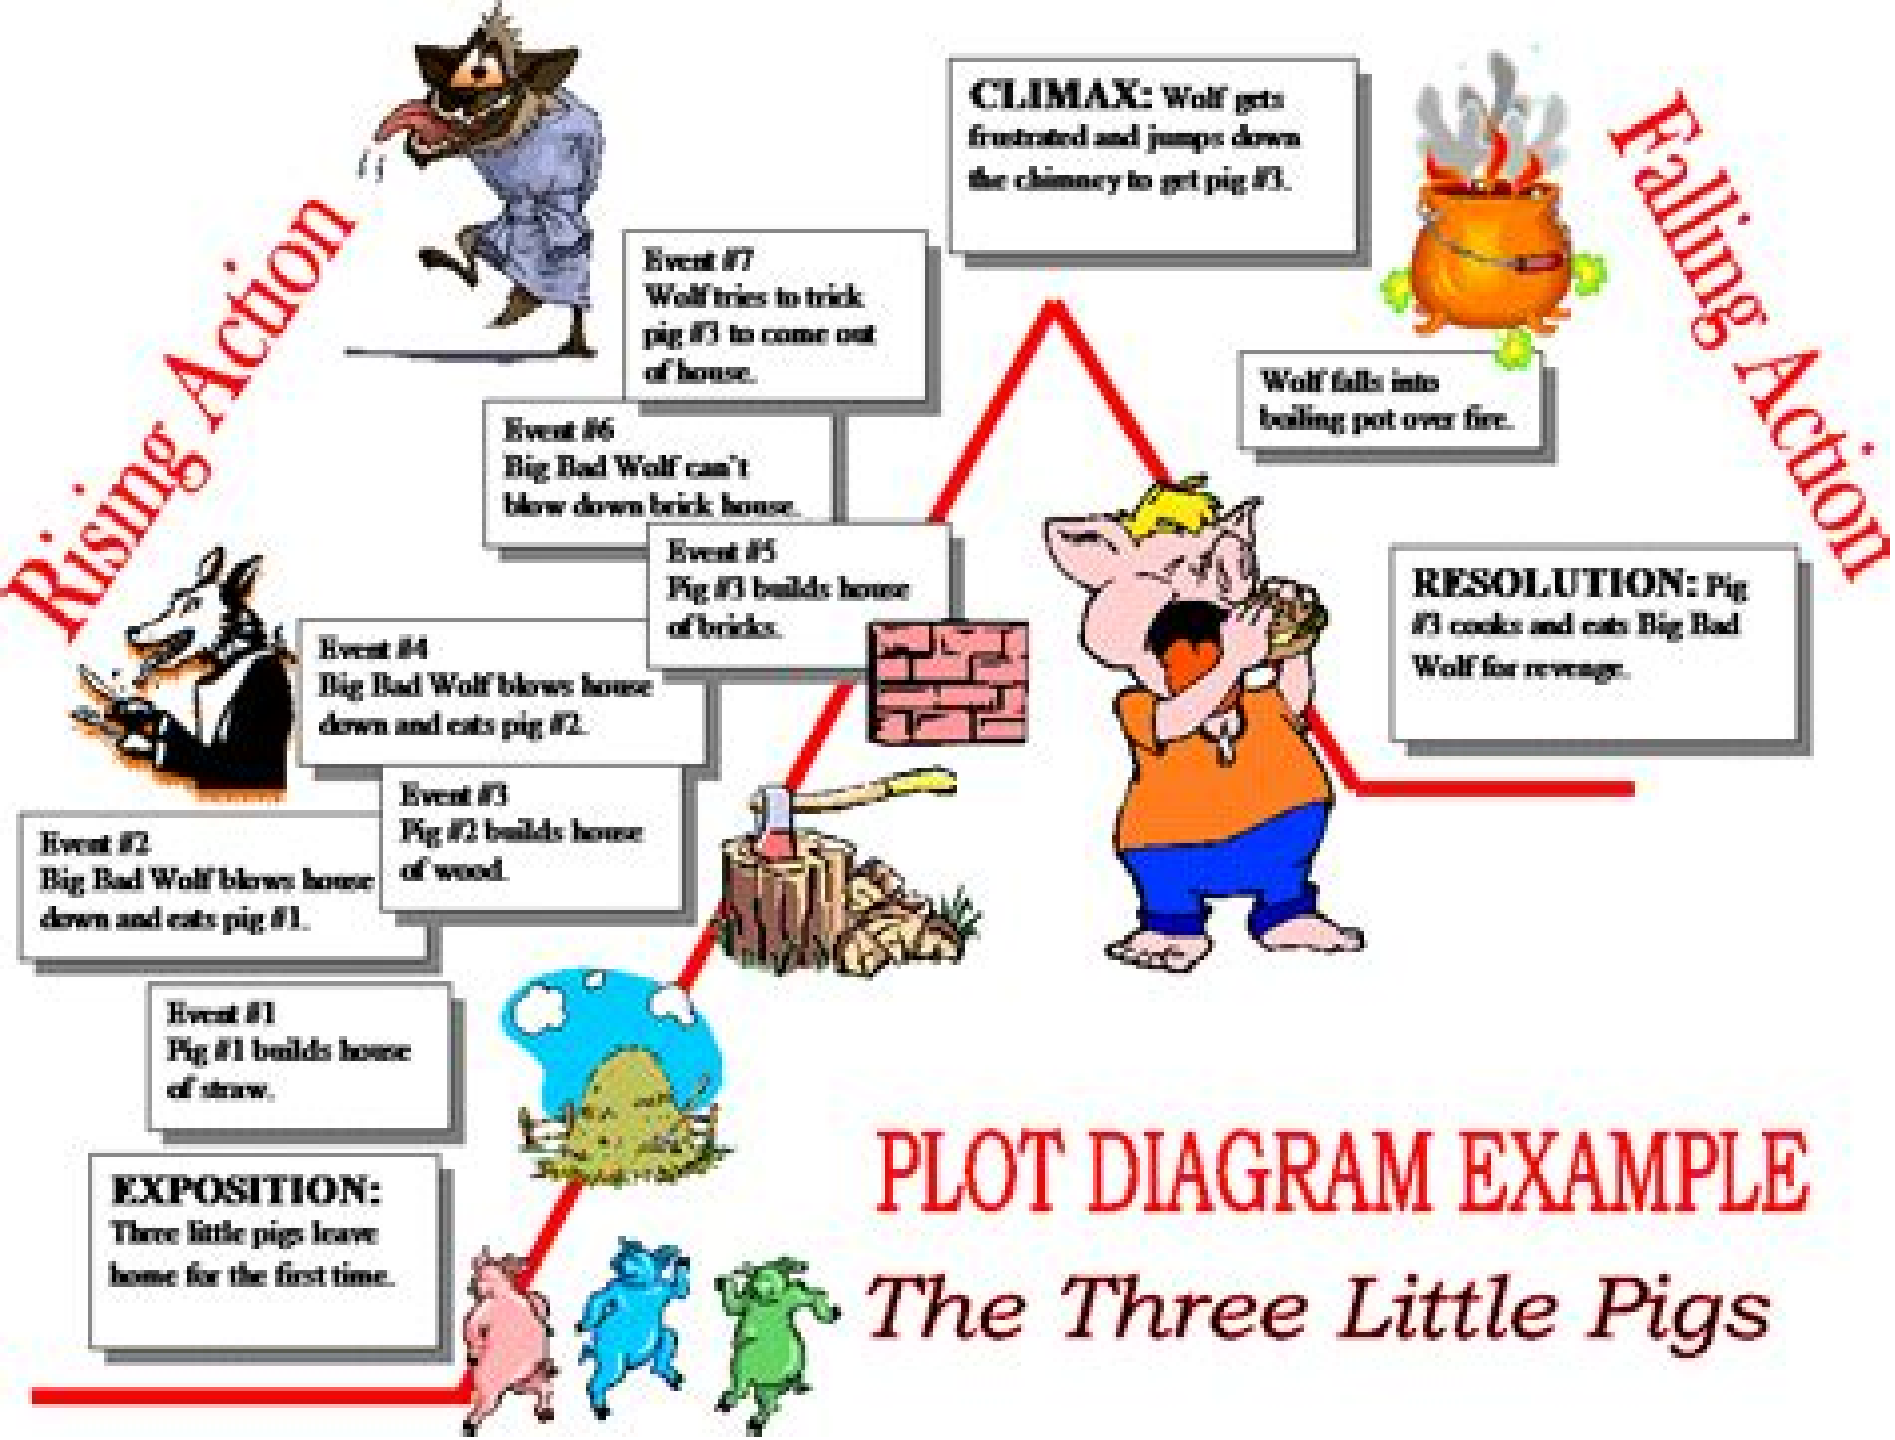 Rising Action
Falling Action
CLIMAX: Wolf gets
frustrated and jumps down
the chimney to get pig #3.
Event #7
Wolf tries to trick
pig #3 to come out
of house.
Wolf falls into
boiling pot over fire.
Event #6
Big Bad Wolf can't
blow down brick house.
Event #5
Pig #3 builds house
of bricks.
RESOLUTION: Pig
#3 cooks and eats Big Bad
Wolf for revenge.
Event #4
Big Bad Wolf blows house
down and eats pig #2.
Event #3
Pig #2 builds house
of wood.
Event #2
Big Bad Wolf blows house
down and eats pig #1.
Event #1
Pig #1 builds house
of straw.
EXPOSITION:
Three little pigs leave
home for the first time.
PLOT DIAGRAM EXAMPLE
The Three Little Pigs